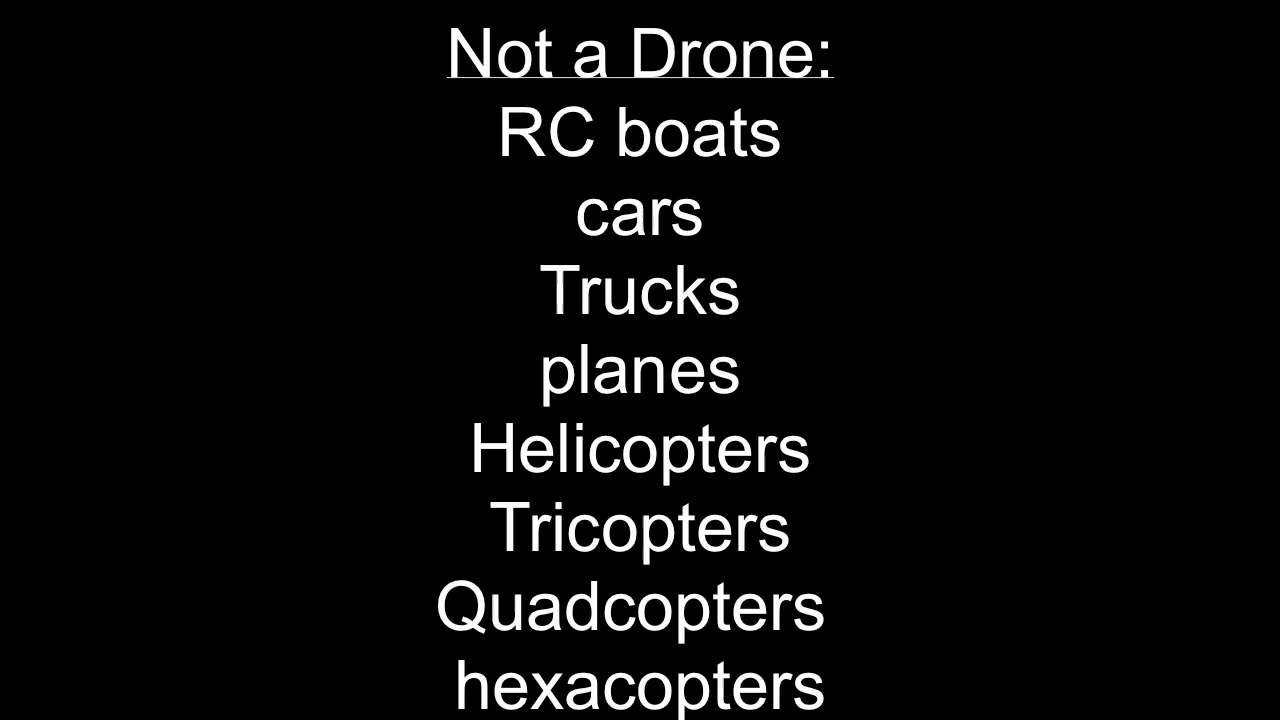 Not a Drone:
RC boats
cars
Trucks
planes
Helicopters
Tricopters
Quadcopters
hexacopters